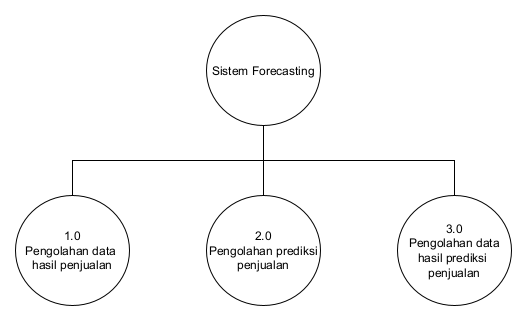 Sistem Forecasting
1.0
Pengolahan data
hasil penjualan
2.0
Pengolahan prediksi
penjualan
3.0
Pengolahan data
hasil prediksi
penjualan